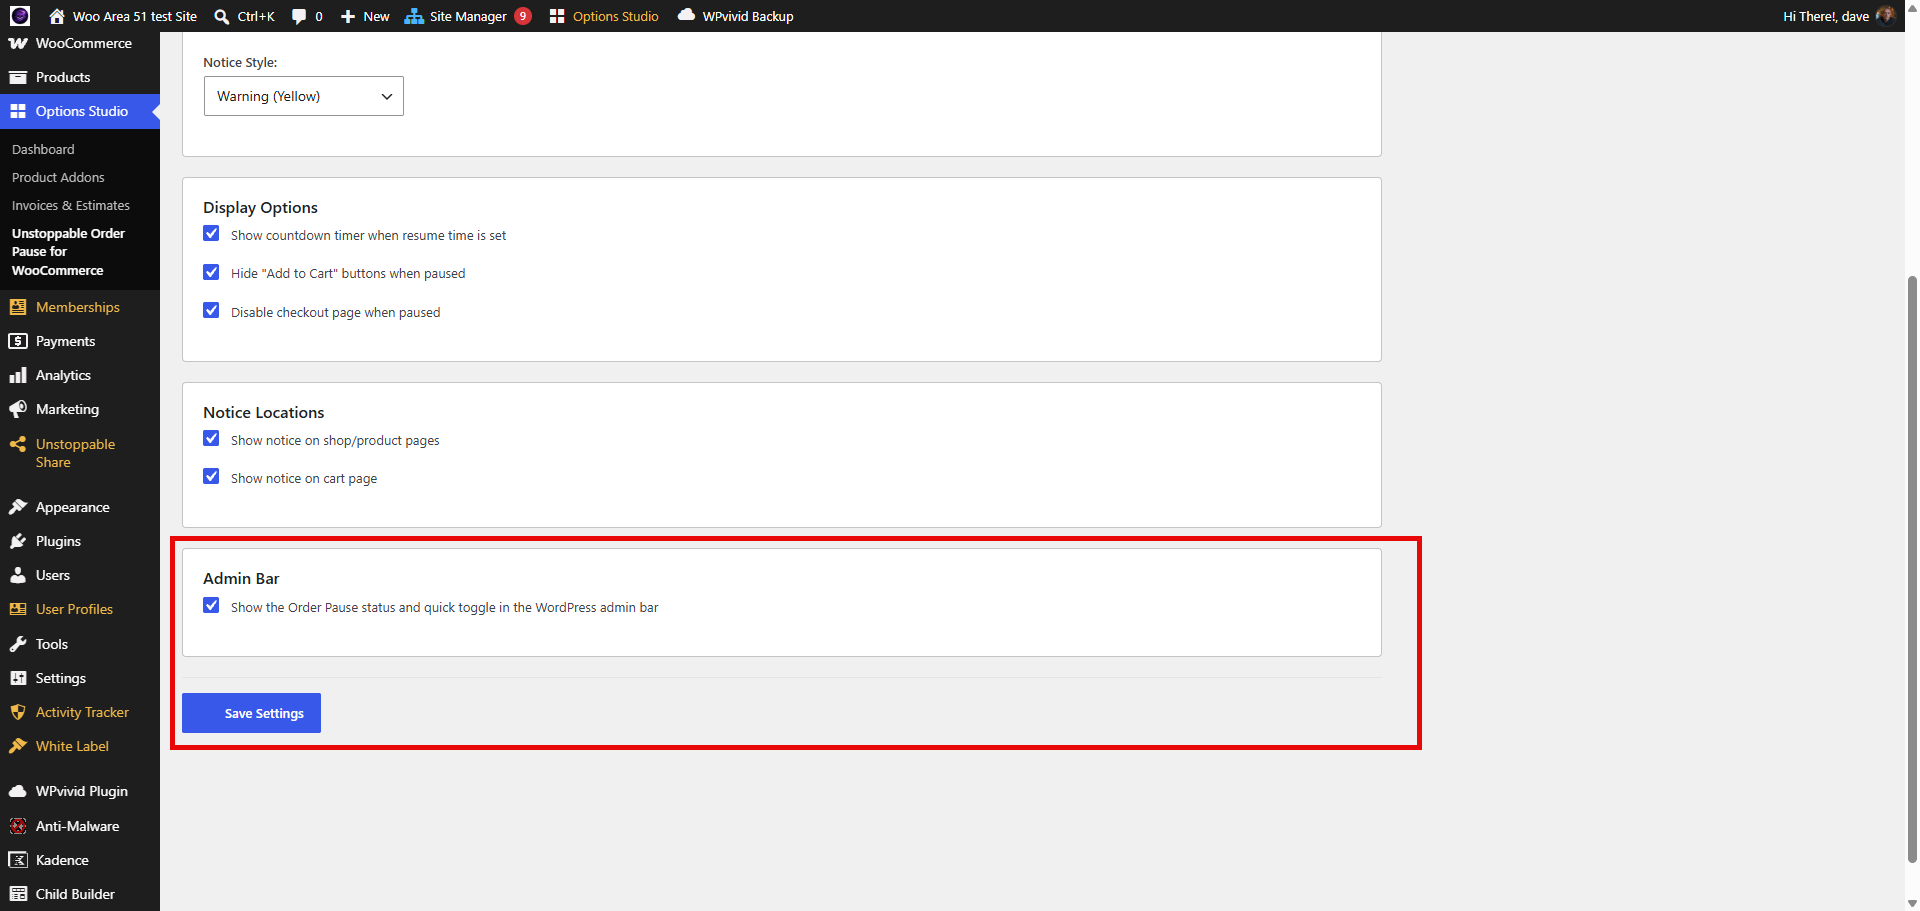 Woo Area 51 test Site Ctrl+K 0 New Site Manager 9 Options Studio WPvivid Backup Hi There!, dave
WooCommerce
Products
Options Studio
Dashboard
Product Addons
Invoices & Estimates
Unstoppable Order
Pause for
WooCommerce
Memberships
Payments
Analytics
Marketing
Unstoppable
Share
Appearance
Plugins
Users
User Profiles
Tools
Settings
Activity Tracker
White Label
WPvivid Plugin
Anti-Malware
Kadence
Child Builder
Notice Style:
Warning (Yellow)
Display Options
Show countdown timer when resume time is set
Hide "Add to Cart" buttons when paused
Disable checkout page when paused
Notice Locations
Show notice on shop/product pages
Show notice on cart page
Admin Bar
Show the Order Pause status and quick toggle in the WordPress admin bar
Save Settings